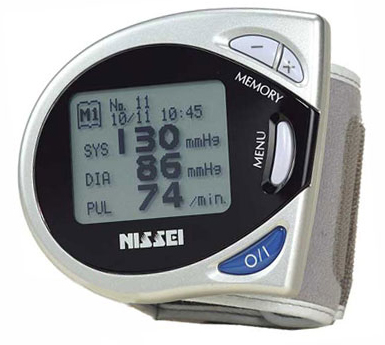 M1 No. 11
10/11 10:45
SYS 130 mmHg
DIA 86 mmHg
PUL 74 /min.
NISSEI
− +
MEMORY
MENU
O/I